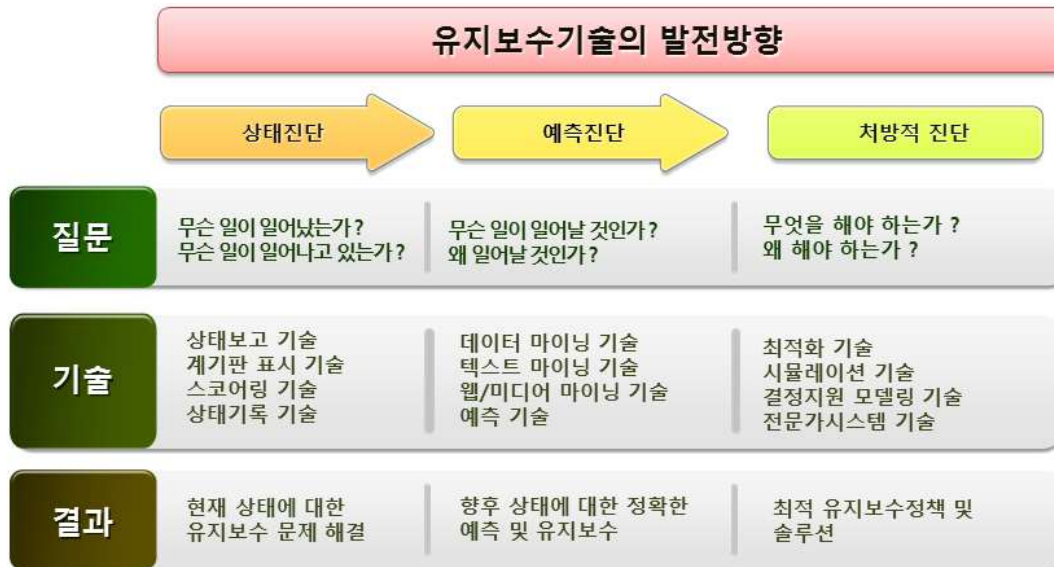 유지보수기술의 발전방향
상태진단
예측진단
처방적 진단
질문
무슨 일이 일어났는가?
무슨 일이 일어나고 있는가?
무슨 일이 일어날 것인가?
왜 일어날 것인가?
무엇을 해야 하는가 ?
왜 해야 하는가 ?
기술
상태보고 기술
계기판 표시 기술
스코어링 기술
상태기록 기술
데이터 마이닝 기술
텍스트 마이닝 기술
웹/미디어 마이닝 기술
예측 기술
최적화 기술
시뮬레이션 기술
결정지원 모델링 기술
전문가시스템 기술
결과
현재 상태에 대한
유지보수 문제 해결
향후 상태에 대한 정확한
예측 및 유지보수
최적 유지보수정책 및
솔루션